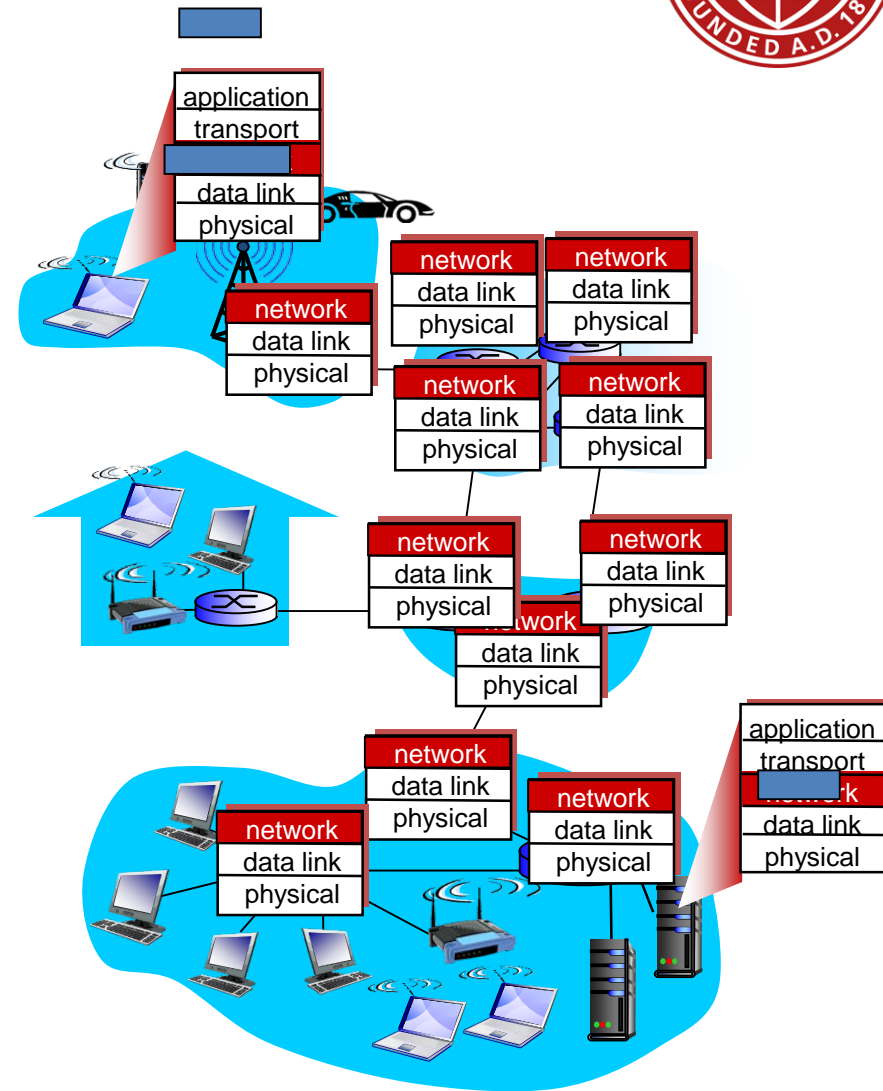 UNDED A.D. 18
application
transport
data link
physical
network
data link
physical
network
data link
physical
network
data link
physical
network
data link
physical
network
data link
physical
network
data link
physical
network
data link
physical
network
data link
physical
network
data link
physical
application
transport
network
data link
physical
network
data link
physical
network
data link
physical